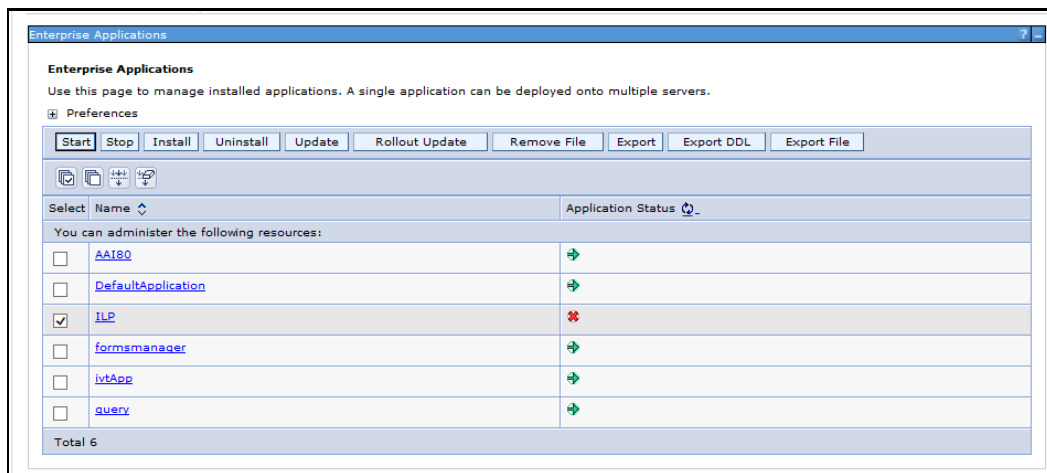 Enterprise Applications ? _
Enterprise Applications
Use this page to manage installed applications. A single application can be deployed onto multiple servers.
+ Preferences
Start Stop Install Uninstall Update Rollout Update Remove File Export Export DDL Export File
Select Name Application Status
You can administer the following resources:
AAI80
DefaultApplication
ILP
formsmanager
ivtApp
query
Total 6